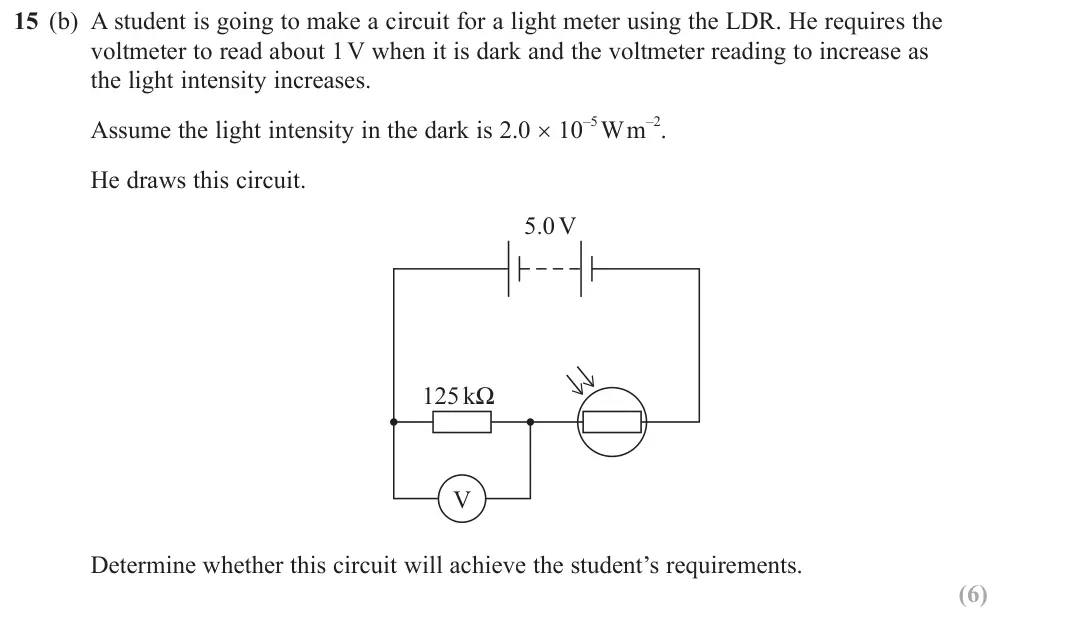 15 (b) A student is going to make a circuit for a light meter using the LDR. He requires the
voltmeter to read about 1 V when it is dark and the voltmeter reading to increase as
the light intensity increases.
Assume the light intensity in the dark is 2.0 × 10⁻⁵ W m⁻².
He draws this circuit.
5.0 V
125 kΩ
V
Determine whether this circuit will achieve the student’s requirements.
(6)